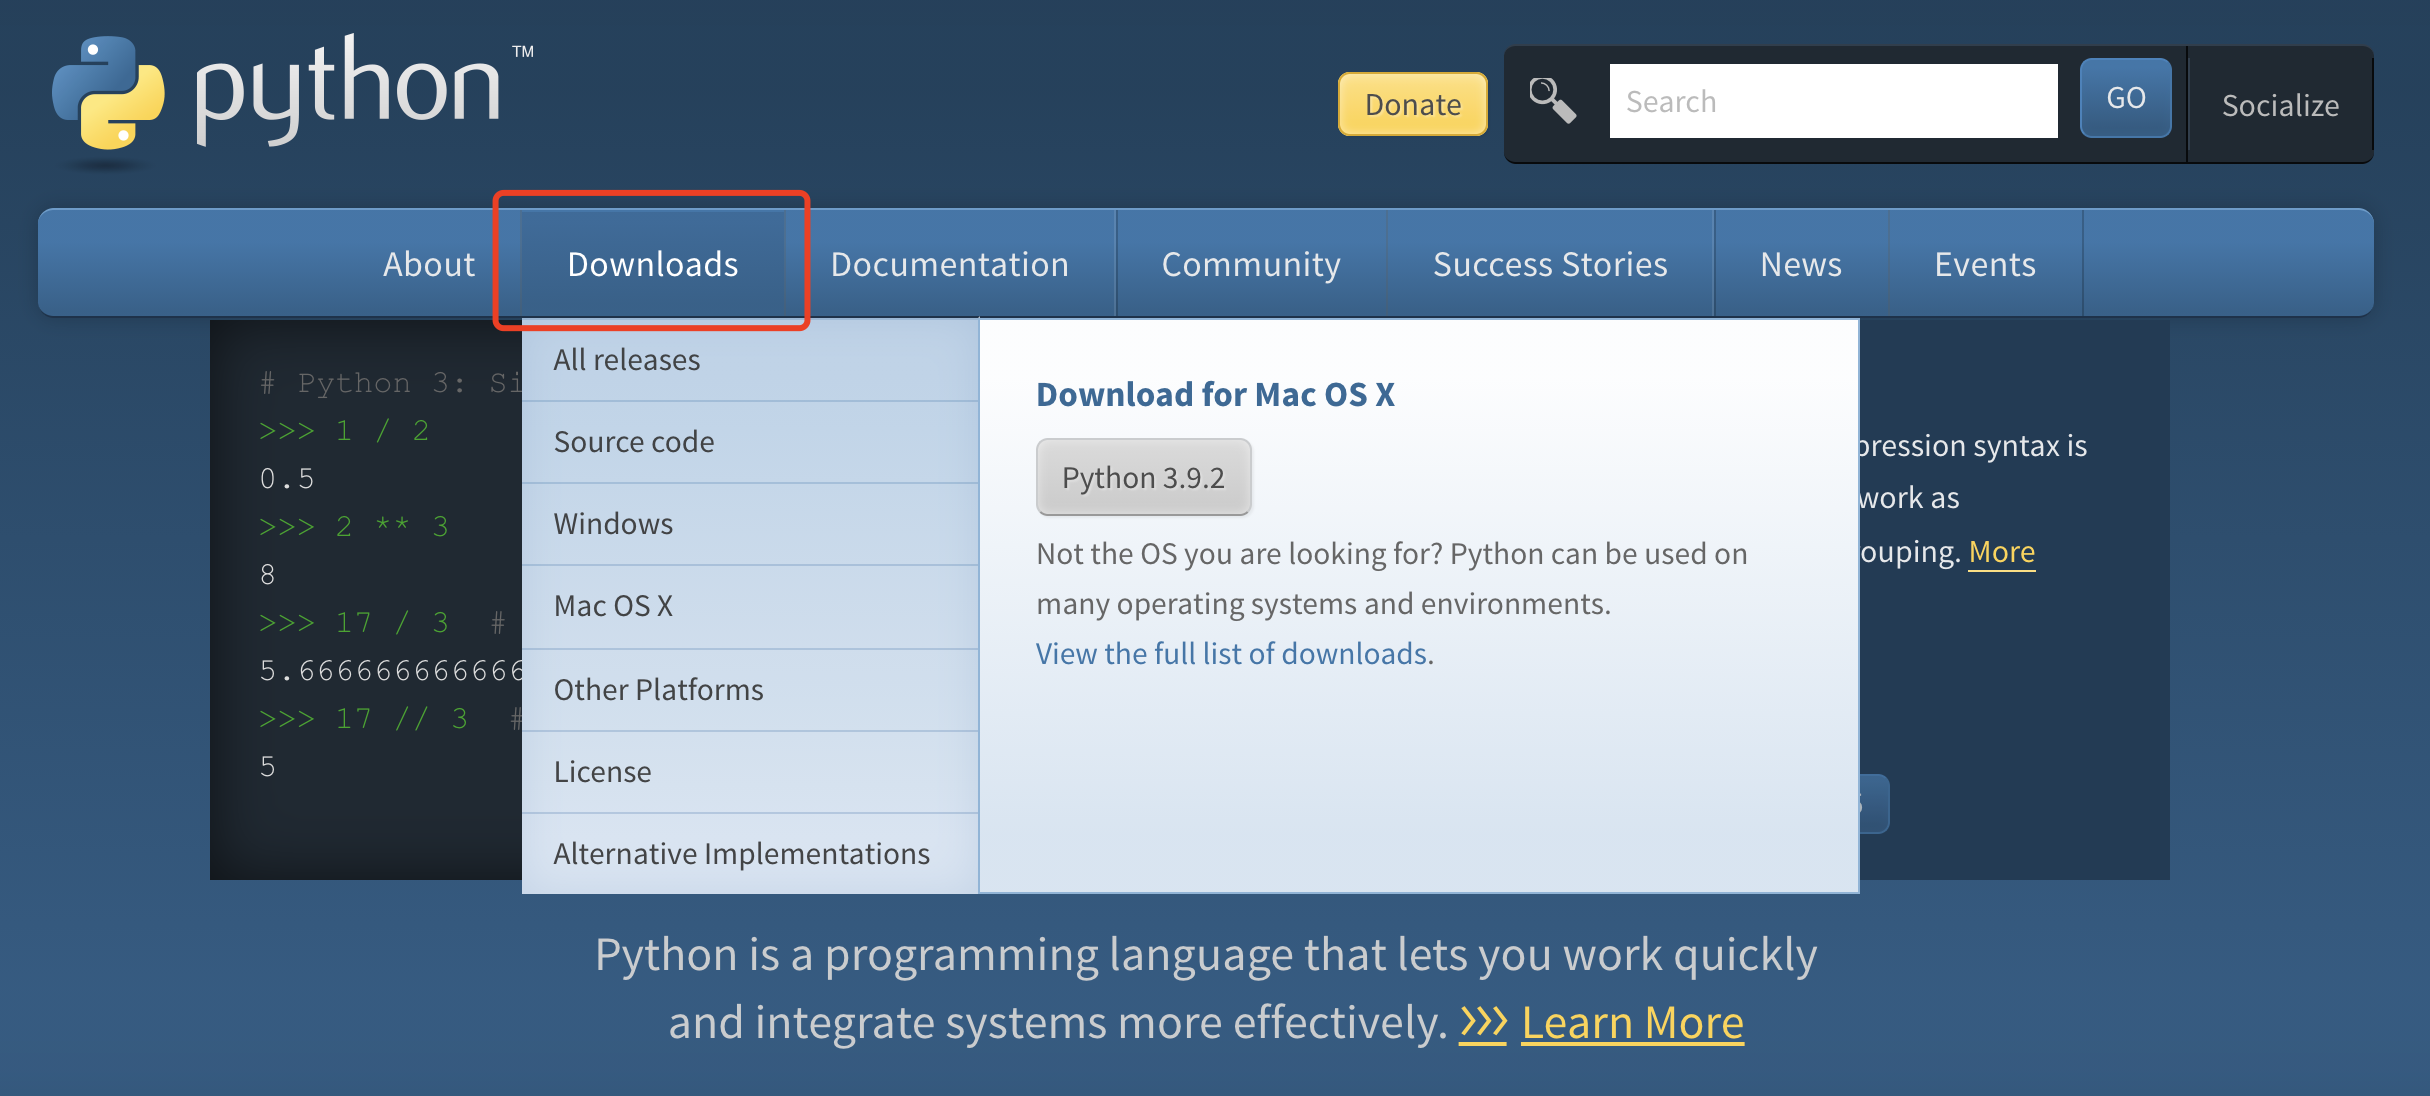 python™
Donate
Search
GO
Socialize
About
Downloads
Documentation
Community
Success Stories
News
Events
# Python 3:
>>> 1 / 2
0.5
>>> 2 ** 3
8
>>> 17 / 3 #
5.666666666666
>>> 17 // 3 #
5
All releases
Source code
Windows
Mac OS X
Other Platforms
License
Alternative Implementations
Download for Mac OS X
Python 3.9.2
Not the OS you are looking for? Python can be used on
many operating systems and environments.
View the full list of downloads.
pression syntax is
work as
ouping. More
Python is a programming language that lets you work quickly
and integrate systems more effectively. >>> Learn More